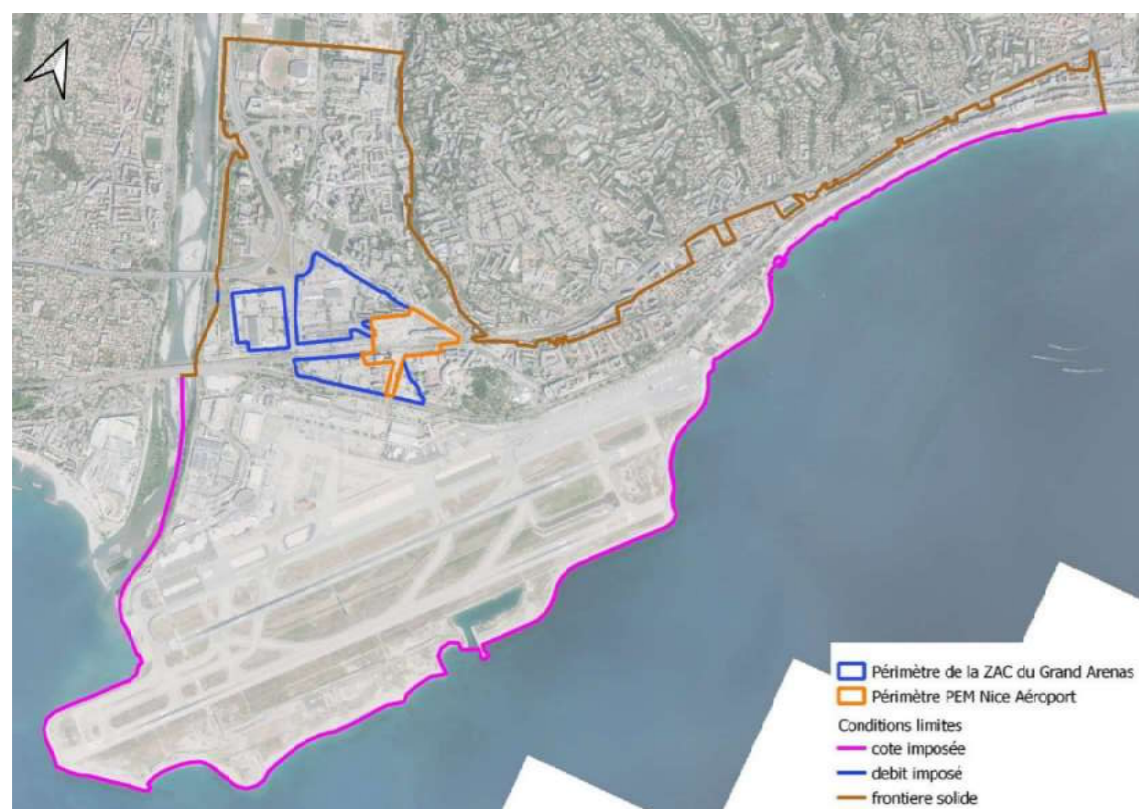 Périmètre de la ZAC du Grand Arenas
Périmètre PEM Nice Aéroport
Conditions limites
cote imposée
debit imposé
frontiere solide